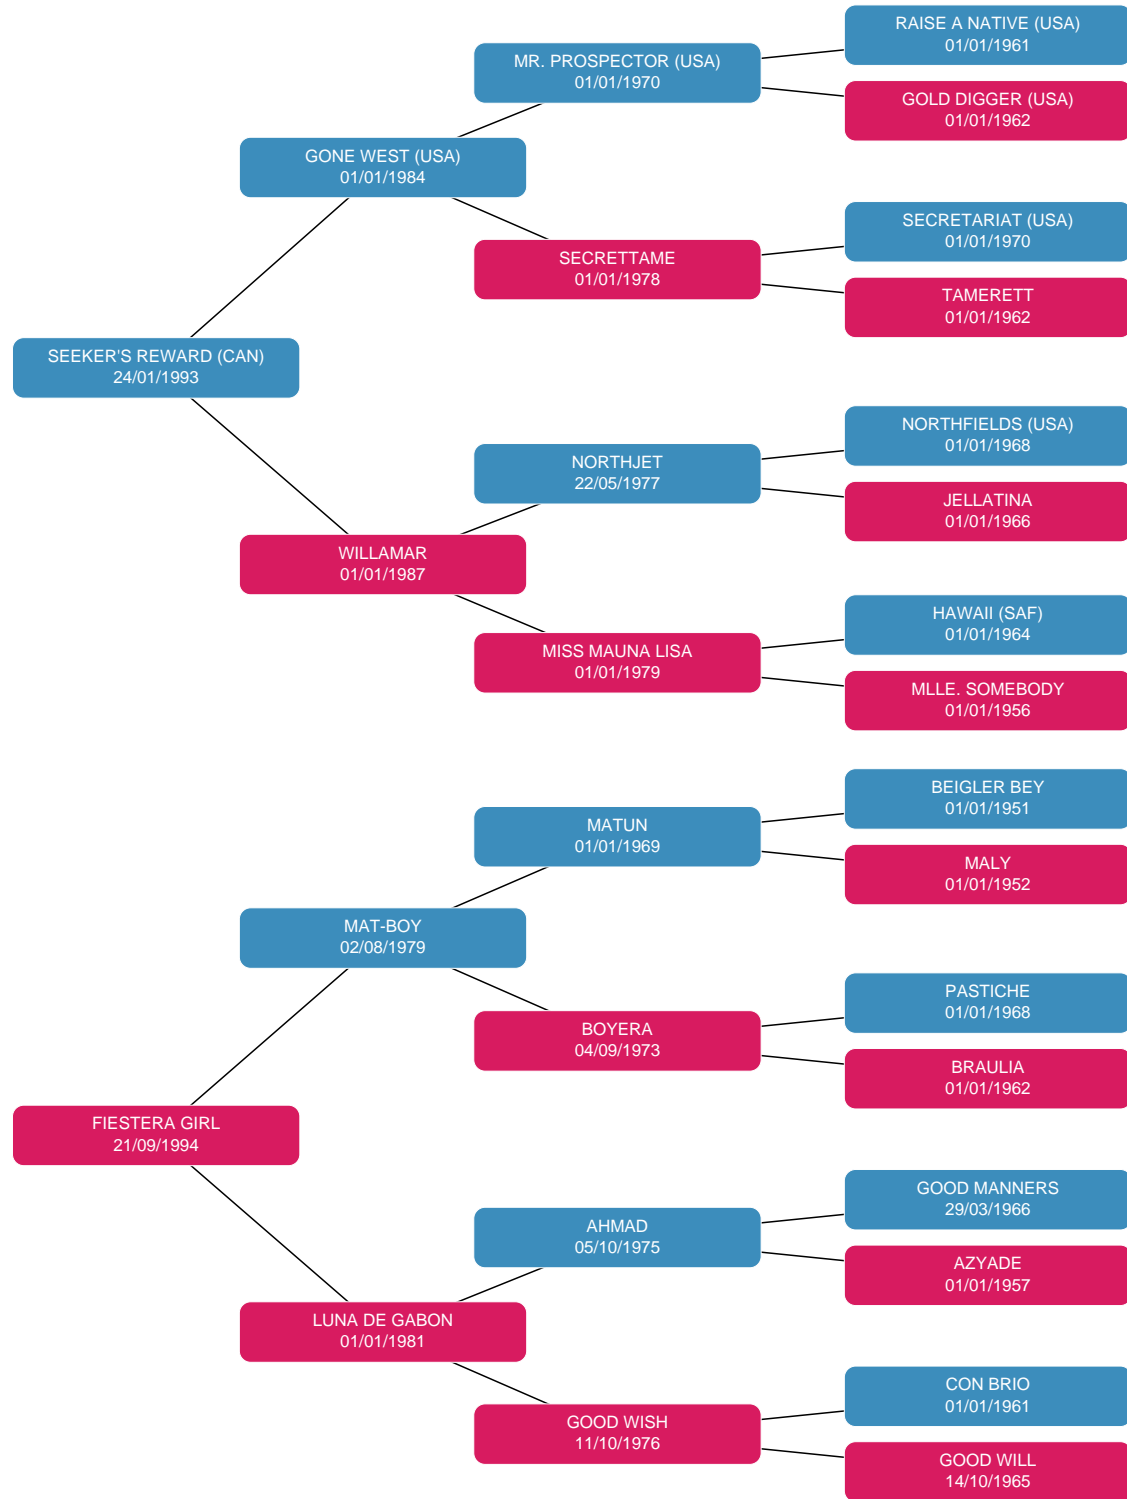 RAISE A NATIVE (USA)
01/01/1961
MR. PROSPECTOR (USA)
01/01/1970
GOLD DIGGER (USA)
01/01/1962
GONE WEST (USA)
01/01/1984
SECRETARIAT (USA)
01/01/1970
SECRETTAME
01/01/1978
TAMERETT
01/01/1962
SEEKER'S REWARD (CAN)
24/01/1993
NORTHFIELDS (USA)
01/01/1968
NORTHJET
22/05/1977
JELLATINA
01/01/1966
WILLAMAR
01/01/1987
HAWAII (SAF)
01/01/1964
MISS MAUNA LISA
01/01/1979
MLLE. SOMEBODY
01/01/1956
BEIGLER BEY
01/01/1951
MATUN
01/01/1969
MALY
01/01/1952
MAT-BOY
02/08/1979
PASTICHE
01/01/1968
BOYERA
04/09/1973
BRAULIA
01/01/1962
FIESTERA GIRL
21/09/1994
GOOD MANNERS
29/03/1966
AHMAD
05/10/1975
AZYADE
01/01/1957
LUNA DE GABON
01/01/1981
CON BRIO
01/01/1961
GOOD WISH
11/10/1976
GOOD WILL
14/10/1965